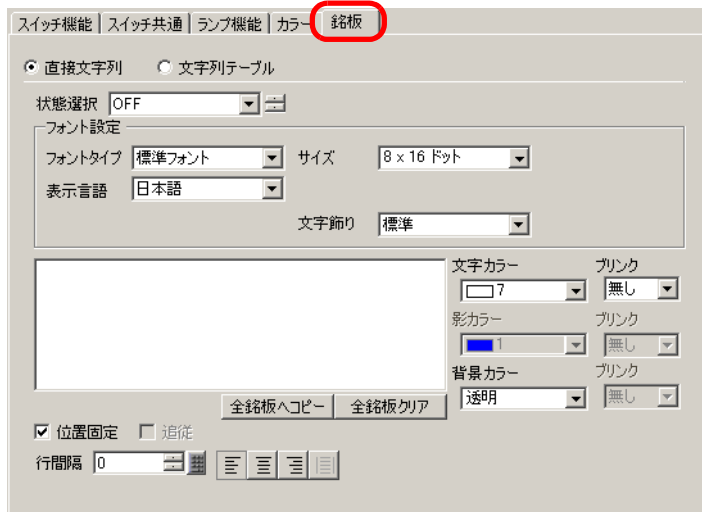 スイッチ機能 スイッチ共通 ランプ機能 カラー 銘板
直接文字列 文字列テーブル
状態選択 OFF
フォント設定
フォントタイプ 標準フォント サイズ 8 x 16 ドット
表示言語 日本語
文字飾り 標準
文字カラー ブリンク
7 無し
影カラー ブリンク
1 無し
背景カラー ブリンク
透明 無し
全銘板へコピー 全銘板クリア
位置固定 追従
行間隔 0